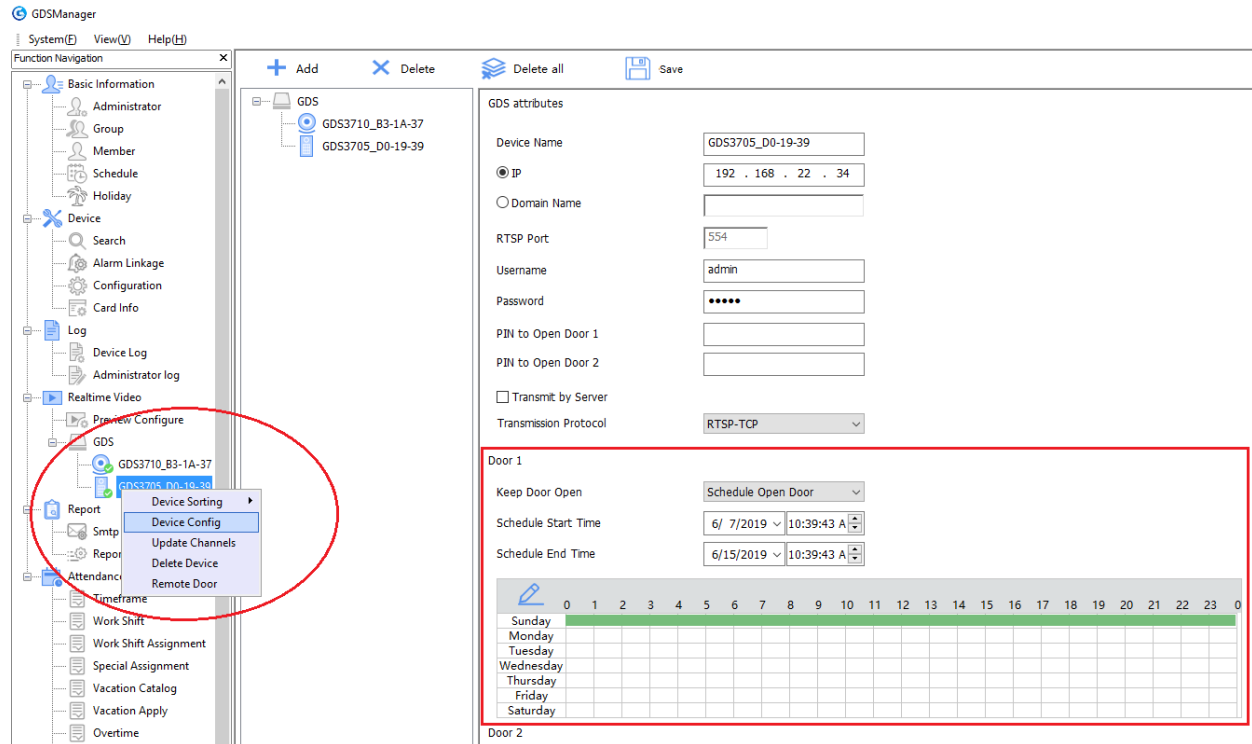 GDSManager
System(F) View(V) Help(H)
Function Navigation
Basic Information
Administrator
Group
Member
Schedule
Holiday
Device
Search
Alarm Linkage
Configuration
Card Info
Log
Device Log
Administrator log
Realtime Video
Preview Configure
GDS
GDS3710_B3-1A-37
GDS3705_D0-19-39
Report
Smtp
Repor
Attendance
Timeframe
Work Shift
Work Shift Assignment
Special Assignment
Vacation Catalog
Vacation Apply
Overtime
Device Sorting
Device Config
Update Channels
Delete Device
Remote Door
Add Delete Delete all Save
GDS
GDS3710_B3-1A-37
GDS3705_D0-19-39
GDS attributes
Device Name GDS3705_D0-19-39
IP 192 . 168 . 22 . 34
Domain Name
RTSP Port 554
Username admin
Password •••••
PIN to Open Door 1
PIN to Open Door 2
Transmit by Server
Transmission Protocol RTSP-TCP
Door 1
Keep Door Open Schedule Open Door
Schedule Start Time 6/ 7/2019 10:39:43 A
Schedule End Time 6/15/2019 10:39:43 A
0 1 2 3 4 5 6 7 8 9 10 11 12 13 14 15 16 17 18 19 20 21 22 23 0
Sunday
Monday
Tuesday
Wednesday
Thursday
Friday
Saturday
Door 2